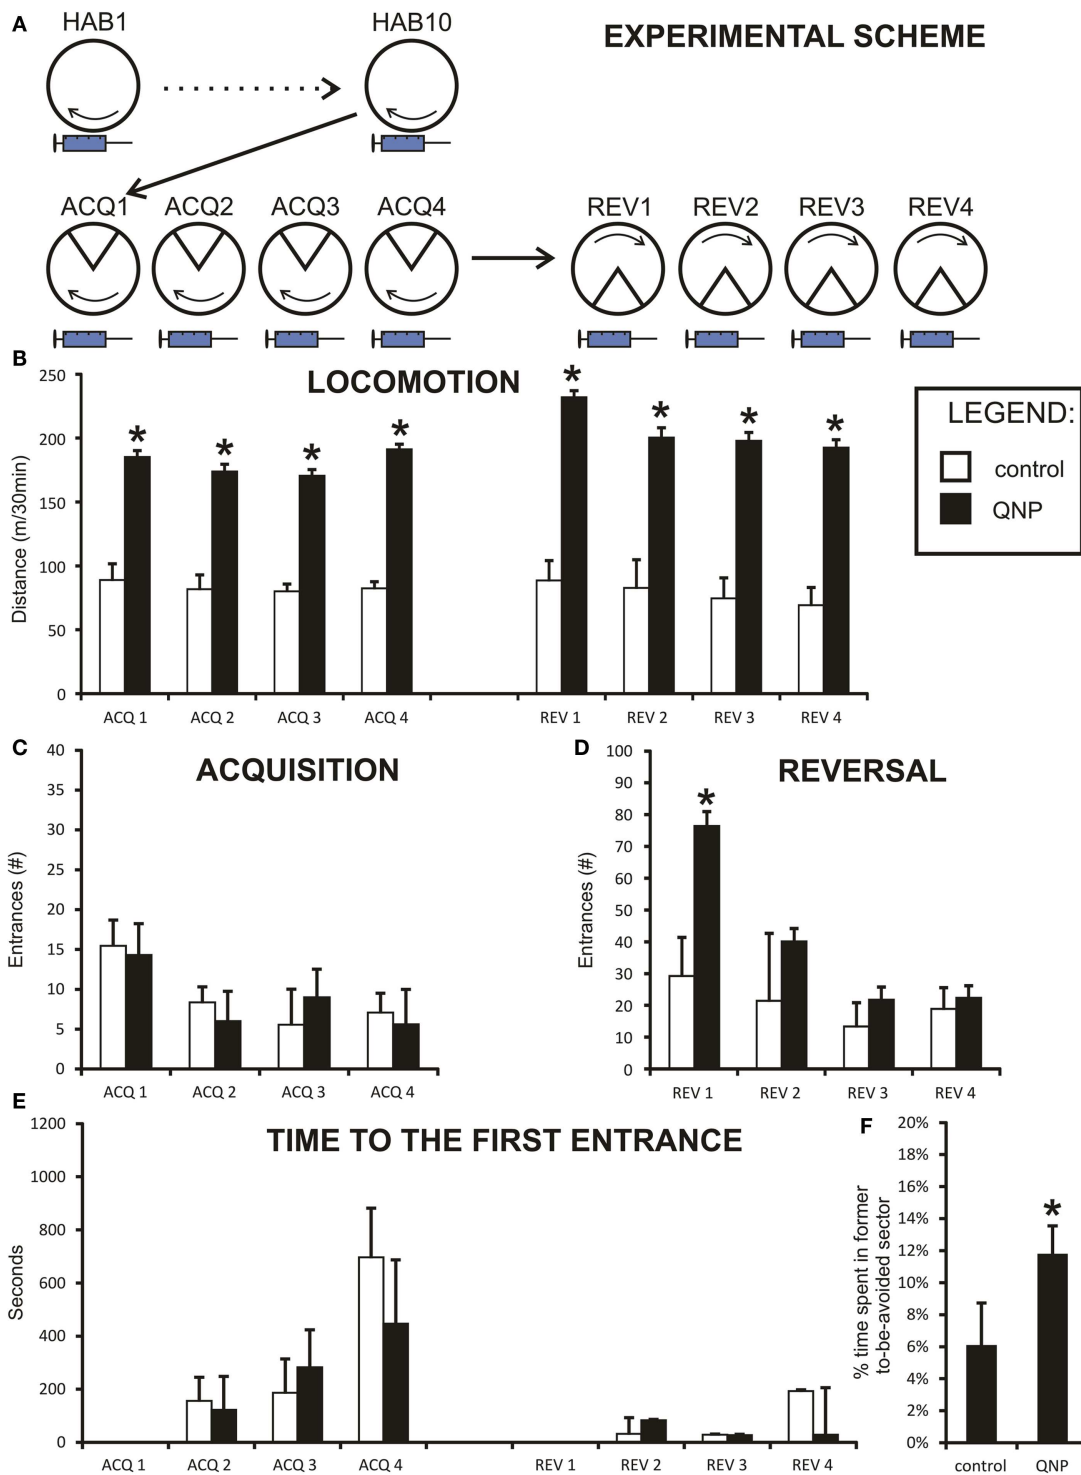 A
HAB1 HAB10
EXPERIMENTAL SCHEME
ACQ1 ACQ2 ACQ3 ACQ4 REV1 REV2 REV3 REV4
B
LOCOMOTION
Distance (m/30min)
250
200
150
100
50
0
* * * * * * * *
ACQ 1 ACQ 2 ACQ 3 ACQ 4 REV 1 REV 2 REV 3 REV 4
LEGEND:
control
QNP
C
ACQUISITION
Entrances (#)
40
35
30
25
20
15
10
5
0
ACQ 1 ACQ 2 ACQ 3 ACQ 4
D
REVERSAL
Entrances (#)
100
90
80
70
60
50
40
30
20
10
0
*
REV 1 REV 2 REV 3 REV 4
E
TIME TO THE FIRST ENTRANCE
Seconds
1200
1000
800
600
400
200
0
ACQ 1 ACQ 2 ACQ 3 ACQ 4 REV 1 REV 2 REV 3 REV 4
F
% time spent in former
to-be-avoided sector
20%
18%
16%
14%
12%
10%
8%
6%
4%
2%
0%
*
control QNP